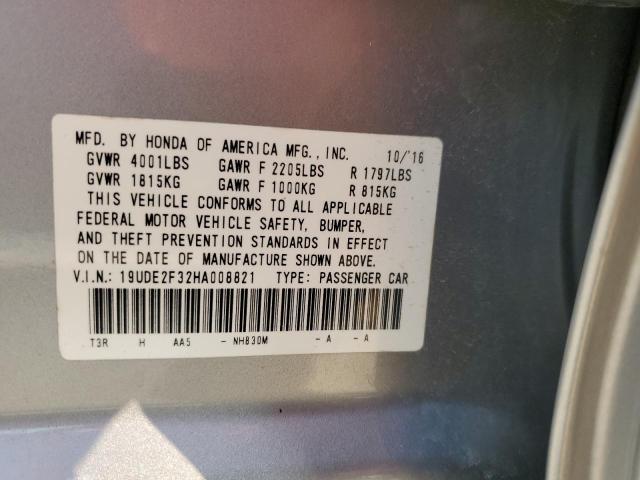 MFD. BY HONDA OF AMERICA MFG., INC. 10/'16
GVWR 4001LBS GAWR F 2205LBS R 1797LBS
GVWR 1815KG GAWR F 1000KG R 815KG
THIS VEHICLE CONFORMS TO ALL APPLICABLE
FEDERAL MOTOR VEHICLE SAFETY, BUMPER,
AND THEFT PREVENTION STANDARDS IN EFFECT
ON THE DATE OF MANUFACTURE SHOWN ABOVE.
V.I.N.: 19UDE2F32HA008821 TYPE: PASSENGER CAR
T3R H AA5 - NH830M - A - A